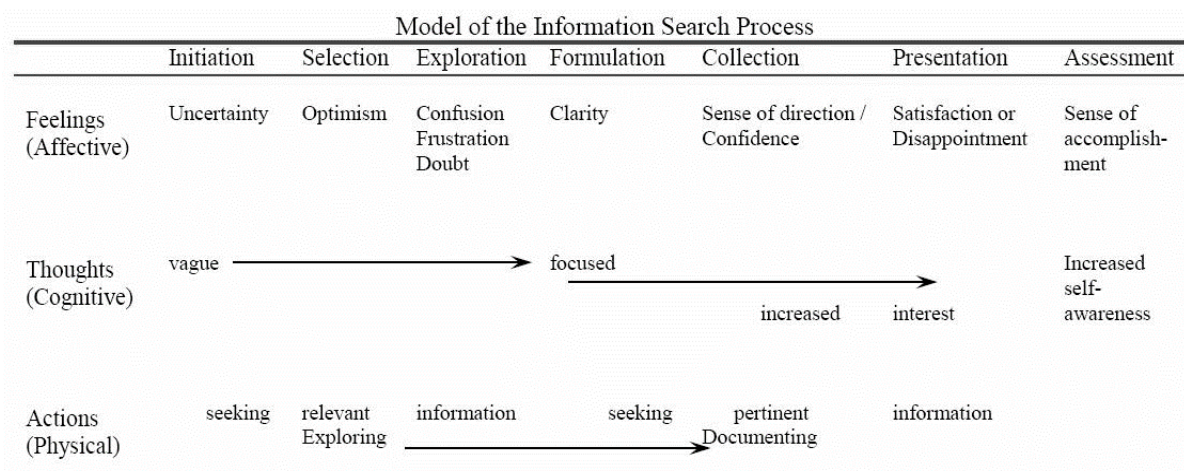 Model of the Information Search Process
Initiation Selection Exploration Formulation Collection Presentation Assessment
Feelings Uncertainty Optimism Confusion Clarity Sense of direction / Satisfaction or Sense of
(Affective) Frustration Confidence Disappointment accomplish-
Doubt ment
Thoughts vague focused Increased
(Cognitive) self-
increased interest awareness
Actions seeking relevant information seeking pertinent information
(Physical) Exploring Documenting